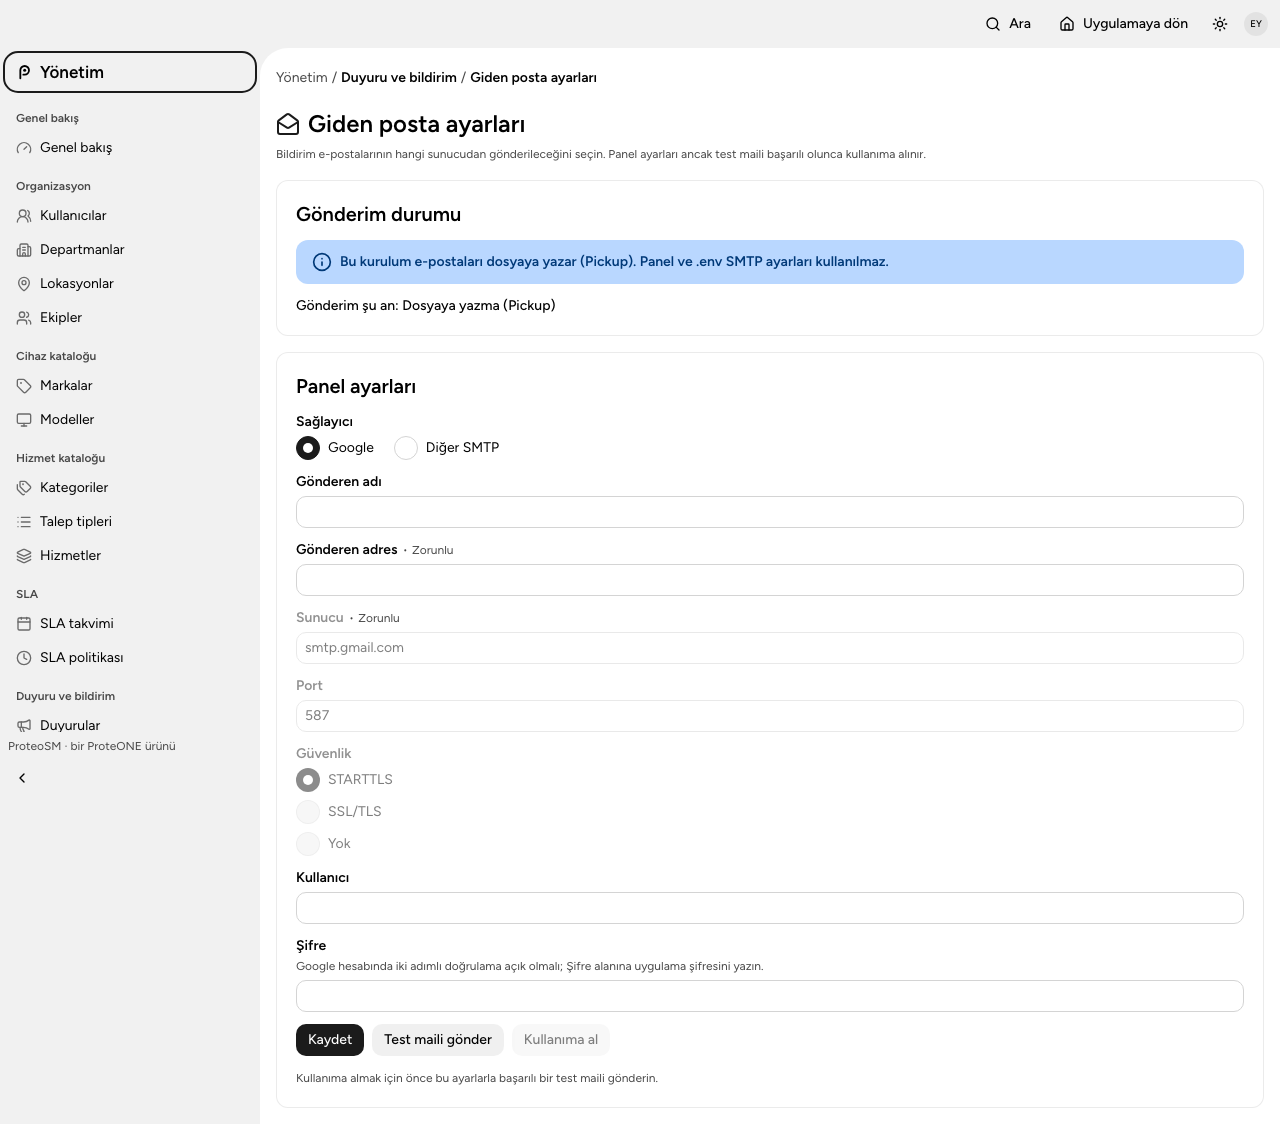 Ara
Uygulamaya dön
EY
Yönetim
Genel bakış
Genel bakış
Organizasyon
Kullanıcılar
Departmanlar
Lokasyonlar
Ekipler
Cihaz kataloğu
Markalar
Modeller
Hizmet kataloğu
Kategoriler
Talep tipleri
Hizmetler
SLA
SLA takvimi
SLA politikası
Duyuru ve bildirim
Duyurular
ProteoSM · bir ProteONE ürünü
Yönetim / Duyuru ve bildirim / Giden posta ayarları
Giden posta ayarları
Bildirim e-postalarının hangi sunucudan gönderileceğini seçin. Panel ayarları ancak test maili başarılı olunca kullanıma alınır.
Gönderim durumu
Bu kurulum e-postaları dosyaya yazar (Pickup). Panel ve .env SMTP ayarları kullanılmaz.
Gönderim şu an: Dosyaya yazma (Pickup)
Panel ayarları
Sağlayıcı
Google
Diğer SMTP
Gönderen adı
Gönderen adres · Zorunlu
Sunucu · Zorunlu
smtp.gmail.com
Port
587
Güvenlik
STARTTLS
SSL/TLS
Yok
Kullanıcı
Şifre
Google hesabında iki adımlı doğrulama açık olmalı; Şifre alanına uygulama şifresini yazın.
Kaydet
Test maili gönder
Kullanıma al
Kullanıma almak için önce bu ayarlarla başarılı bir test maili gönderin.